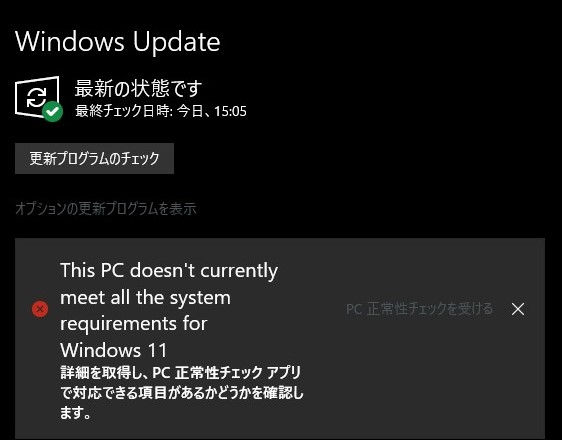 Windows Update
最新の状態です
最終チェック日時: 今日、15:05
更新プログラムのチェック
オプションの更新プログラムを表示
This PC doesn't currently
meet all the system
requirements for
Windows 11
PC 正常性チェックを受ける
詳細を取得し、PC 正常性チェック アプリ
で対応できる項目があるかどうかを確認し
ます。